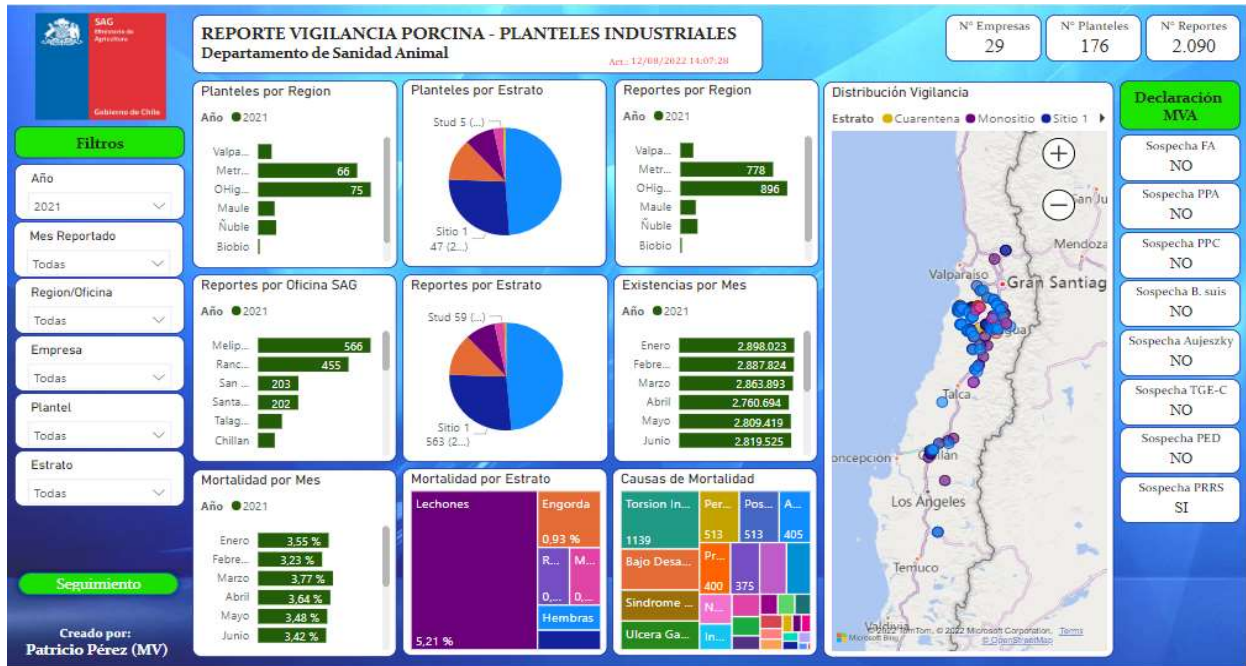 SAG
Ministerio de
Agricultura
Gobierno de Chile
REPORTE VIGILANCIA PORCINA - PLANTELES INDUSTRIALES
Departamento de Sanidad Animal
Act.: 12/08/2022 14:07:28
N° Empresas
29
N° Planteles
176
N° Reportes
2.090
Filtros
Año
2021
Mes Reportado
Todas
Region/Oficina
Todas
Empresa
Todas
Plantel
Todas
Estrato
Todas
Seguimiento
Creado por:
Patricio Pérez (MV)
Planteles por Region
Año 2021
Valpa...
Metr... 66
OHig... 75
Maule
Ñuble
Biobio
Planteles por Estrato
Stud 5 (...)
Sitio 1
47 (2...)
Reportes por Region
Año 2021
Valpa...
Metr... 778
OHig... 896
Maule
Ñuble
Biobio
Reportes por Oficina SAG
Año 2021
Melip... 566
Ranc... 455
San ... 203
Santa... 202
Talag...
Chillan
Reportes por Estrato
Stud 59 (...)
Sitio 1
563 (2...)
Existencias por Mes
Año 2021
Enero 2.898.023
Febre... 2.887.824
Marzo 2.863.893
Abril 2.760.694
Mayo 2.809.419
Junio 2.819.525
Mortalidad por Mes
Año 2021
Enero 3,55 %
Febre... 3,23 %
Marzo 3,77 %
Abril 3,64 %
Mayo 3,48 %
Junio 3,42 %
Mortalidad por Estrato
Lechones
5,21 %
Engorda
0,93 %
R...
0,...
M...
0,...
Hembras
Causas de Mortalidad
Torsion In...
1139
Per...
513
Pos...
513
A...
405
Bajo Desa...
Pr...
400
375
Sindrome ...
N...
Ulcera Ga...
In...
Distribución Vigilancia
Estrato Cuarentena Monositio Sitio 1
San Ju
Mendoza
Valparaiso
Gran Santiag
Talca
oncepcion
Chillán
Los Angeles
Temuco
Valdivia
Microsoft Bing
© 2022 TomTom, © 2022 Microsoft Corporation, Terms
© OpenStreetMap
Declaración
MVA
Sospecha FA
NO
Sospecha PPA
NO
Sospecha PPC
NO
Sospecha B. suis
NO
Sospecha Aujeszky
NO
Sospecha TGE-C
NO
Sospecha PED
NO
Sospecha PRRS
SI